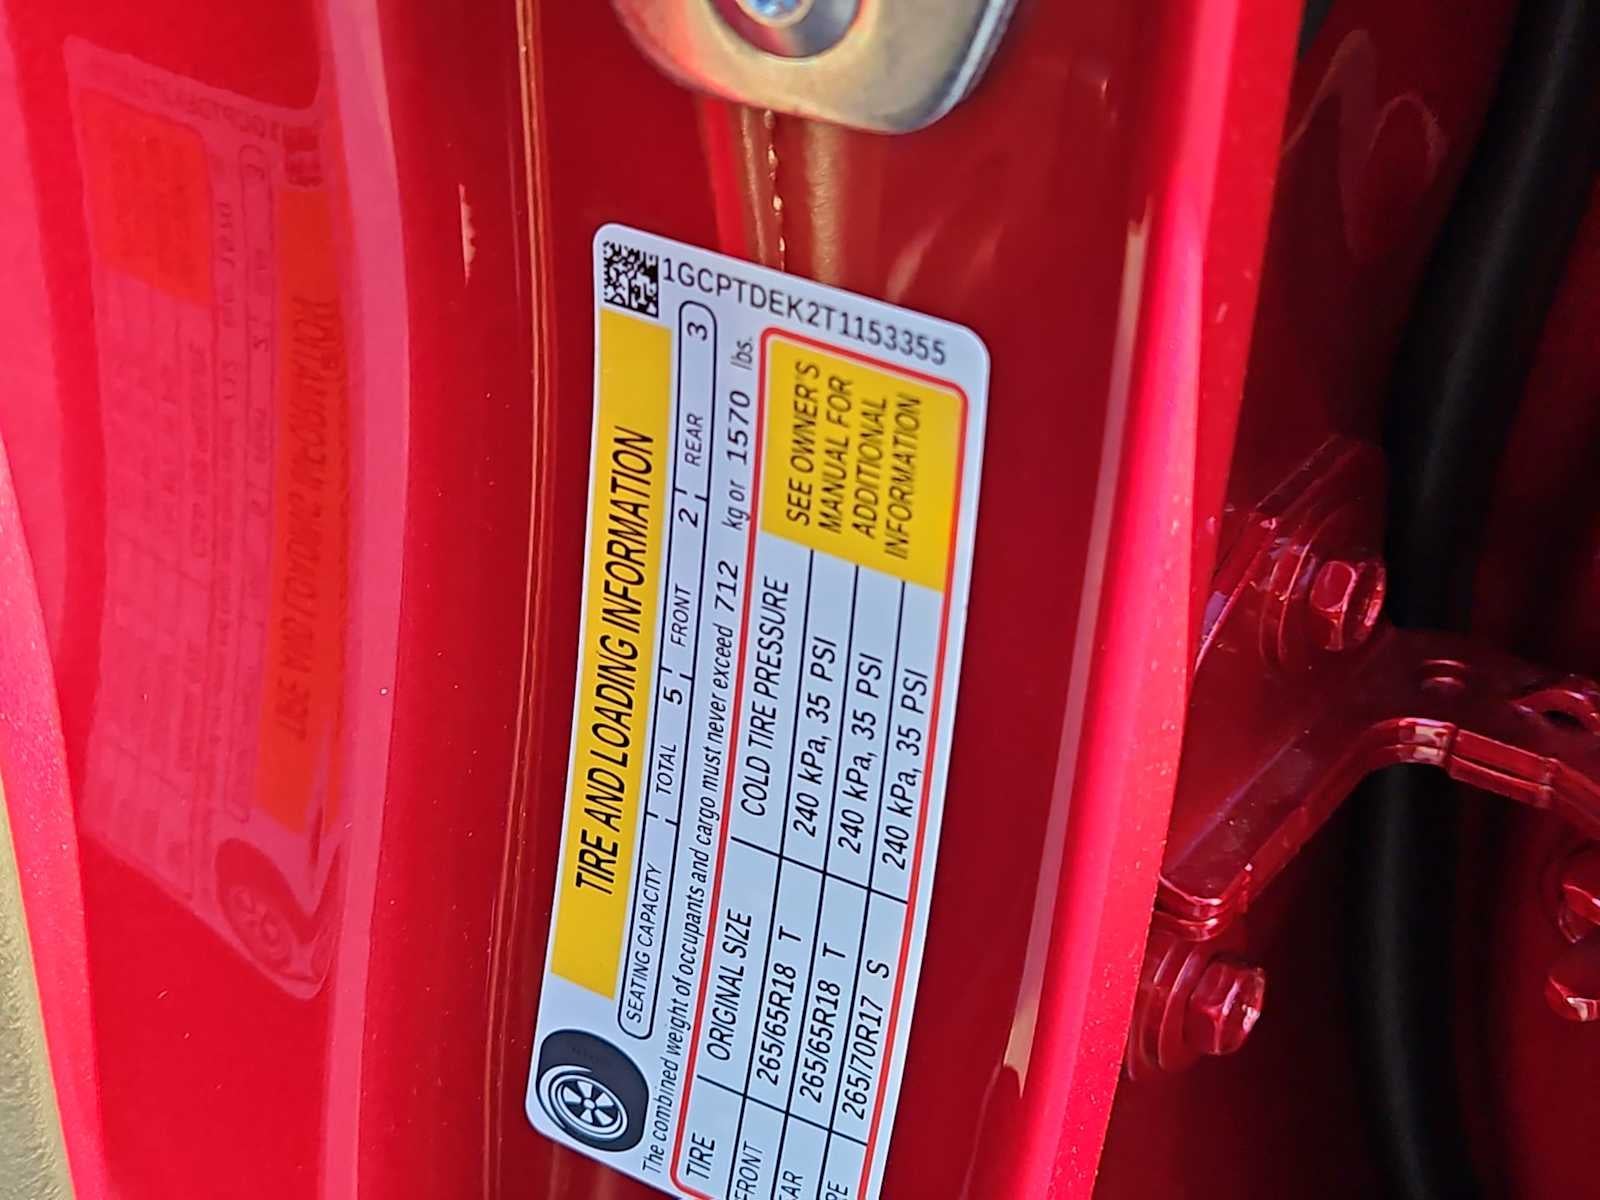 1GCPTDEK2T1153355
TIRE AND LOADING INFORMATION
SEATING CAPACITY TOTAL 5 FRONT 2 REAR 3
The combined weight of occupants and cargo must never exceed 712 kg or 1570 lbs.
TIRE ORIGINAL SIZE COLD TIRE PRESSURE
FRONT 265/65R18 T 240 kPa, 35 PSI
AR 265/65R18 T 240 kPa, 35 PSI
RE 265/70R17 S 240 kPa, 35 PSI
SEE OWNER'S
MANUAL FOR
ADDITIONAL
INFORMATION